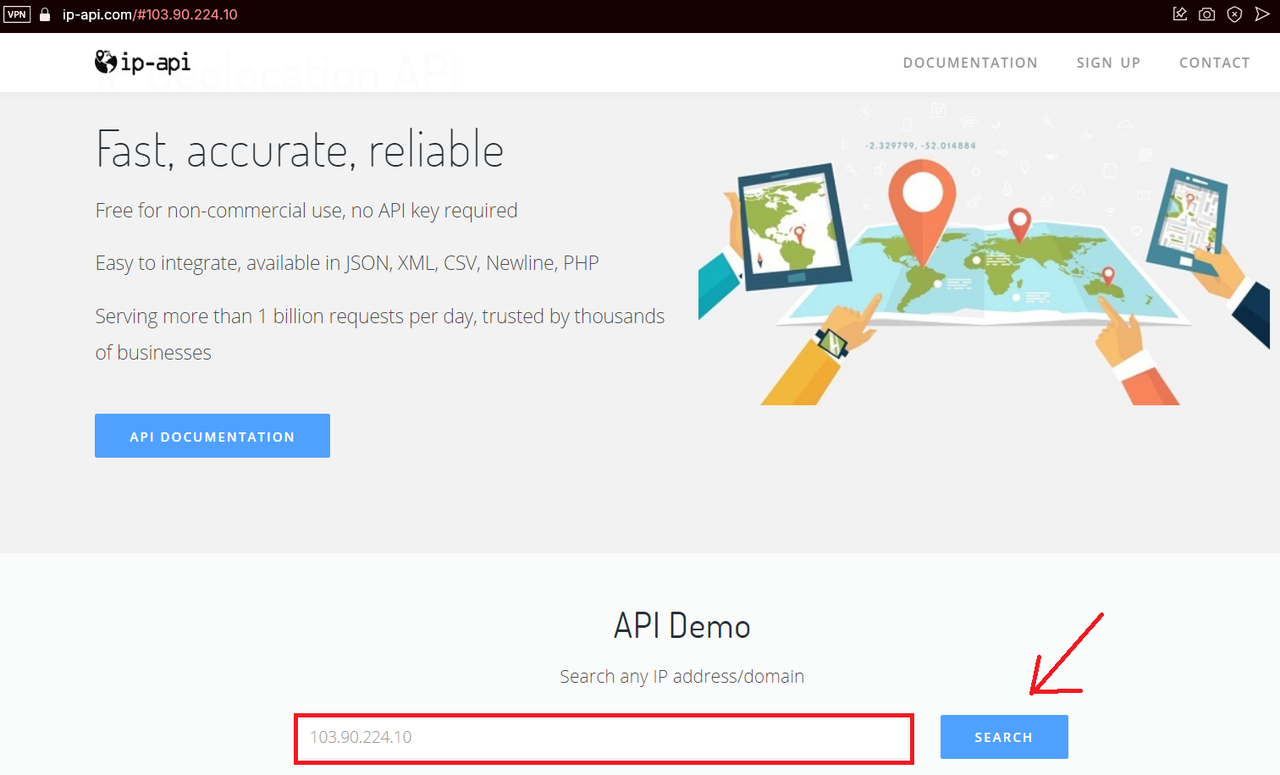 VPN
ip-api.com/#103.90.224.10
ip-api
DOCUMENTATION
SIGN UP
CONTACT
IP Geolocation API
Fast, accurate, reliable
-2.329799, -52.014884
Free for non-commercial use, no API key required
Easy to integrate, available in JSON, XML, CSV, Newline, PHP
Serving more than 1 billion requests per day, trusted by thousands
of businesses
API DOCUMENTATION
API Demo
Search any IP address/domain
103.90.224.10
SEARCH